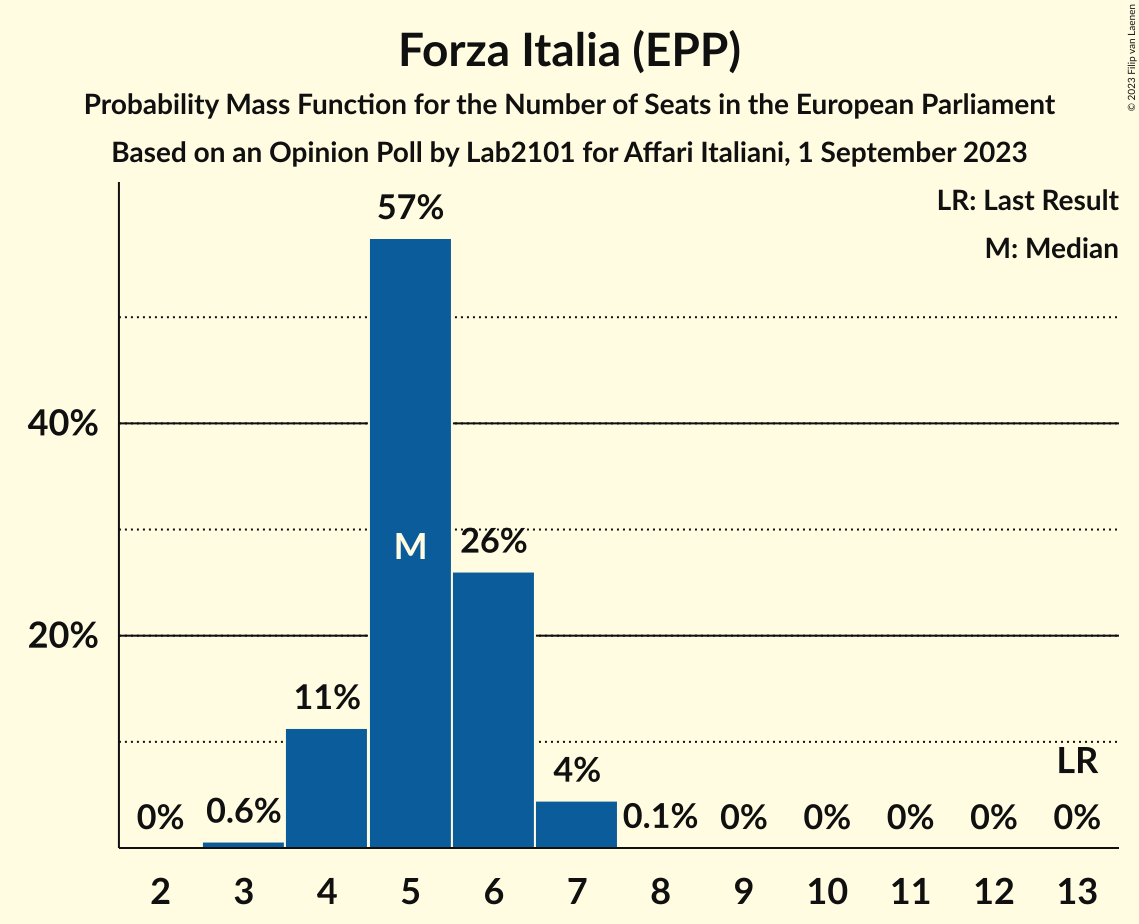 Forza Italia (EPP)
Probability Mass Function for the Number of Seats in the European Parliament
Based on an Opinion Poll by Lab2101 for Affari Italiani, 1 September 2023
© 2023 Filip van Laenen
LR: Last Result
M: Median
57%
40%
M
26%
20%
11%
4%
LR
0%
0.6%
0.1%
0%
0%
0%
0%
0%
2 3 4 5 6 7 8 9 10 11 12 13